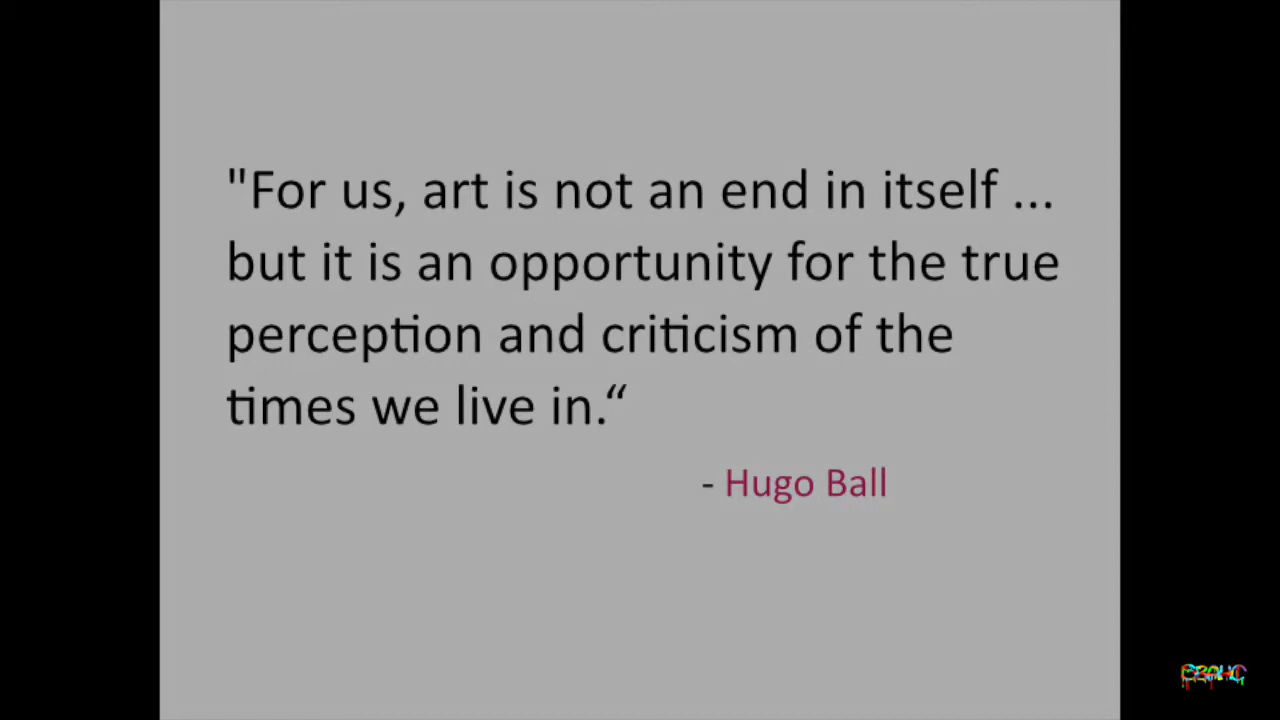 "For us, art is not an end in itself ...
but it is an opportunity for the true
perception and criticism of the
times we live in.“
- Hugo Ball